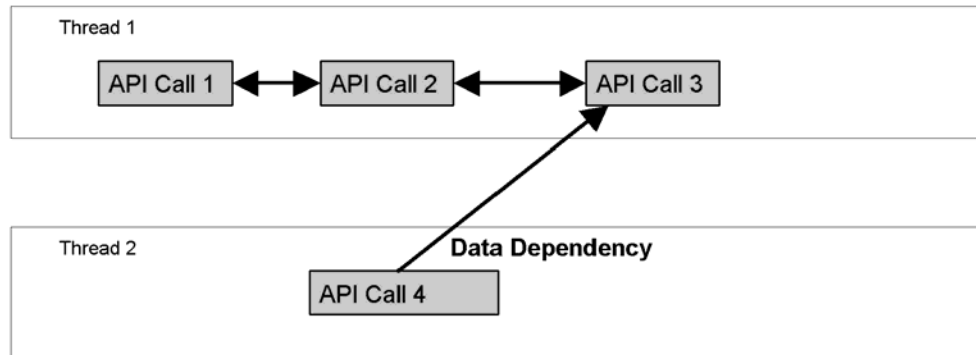 Thread 1
API Call 1
API Call 2
API Call 3
Thread 2
Data Dependency
API Call 4